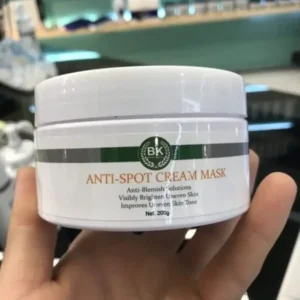 BK
ANTI-SPOT CREAM MASK
Anti-Blemish Solutions
Visibly Brighten Uneven Skin
Improves Uneven Skin Tone
Net. 200g